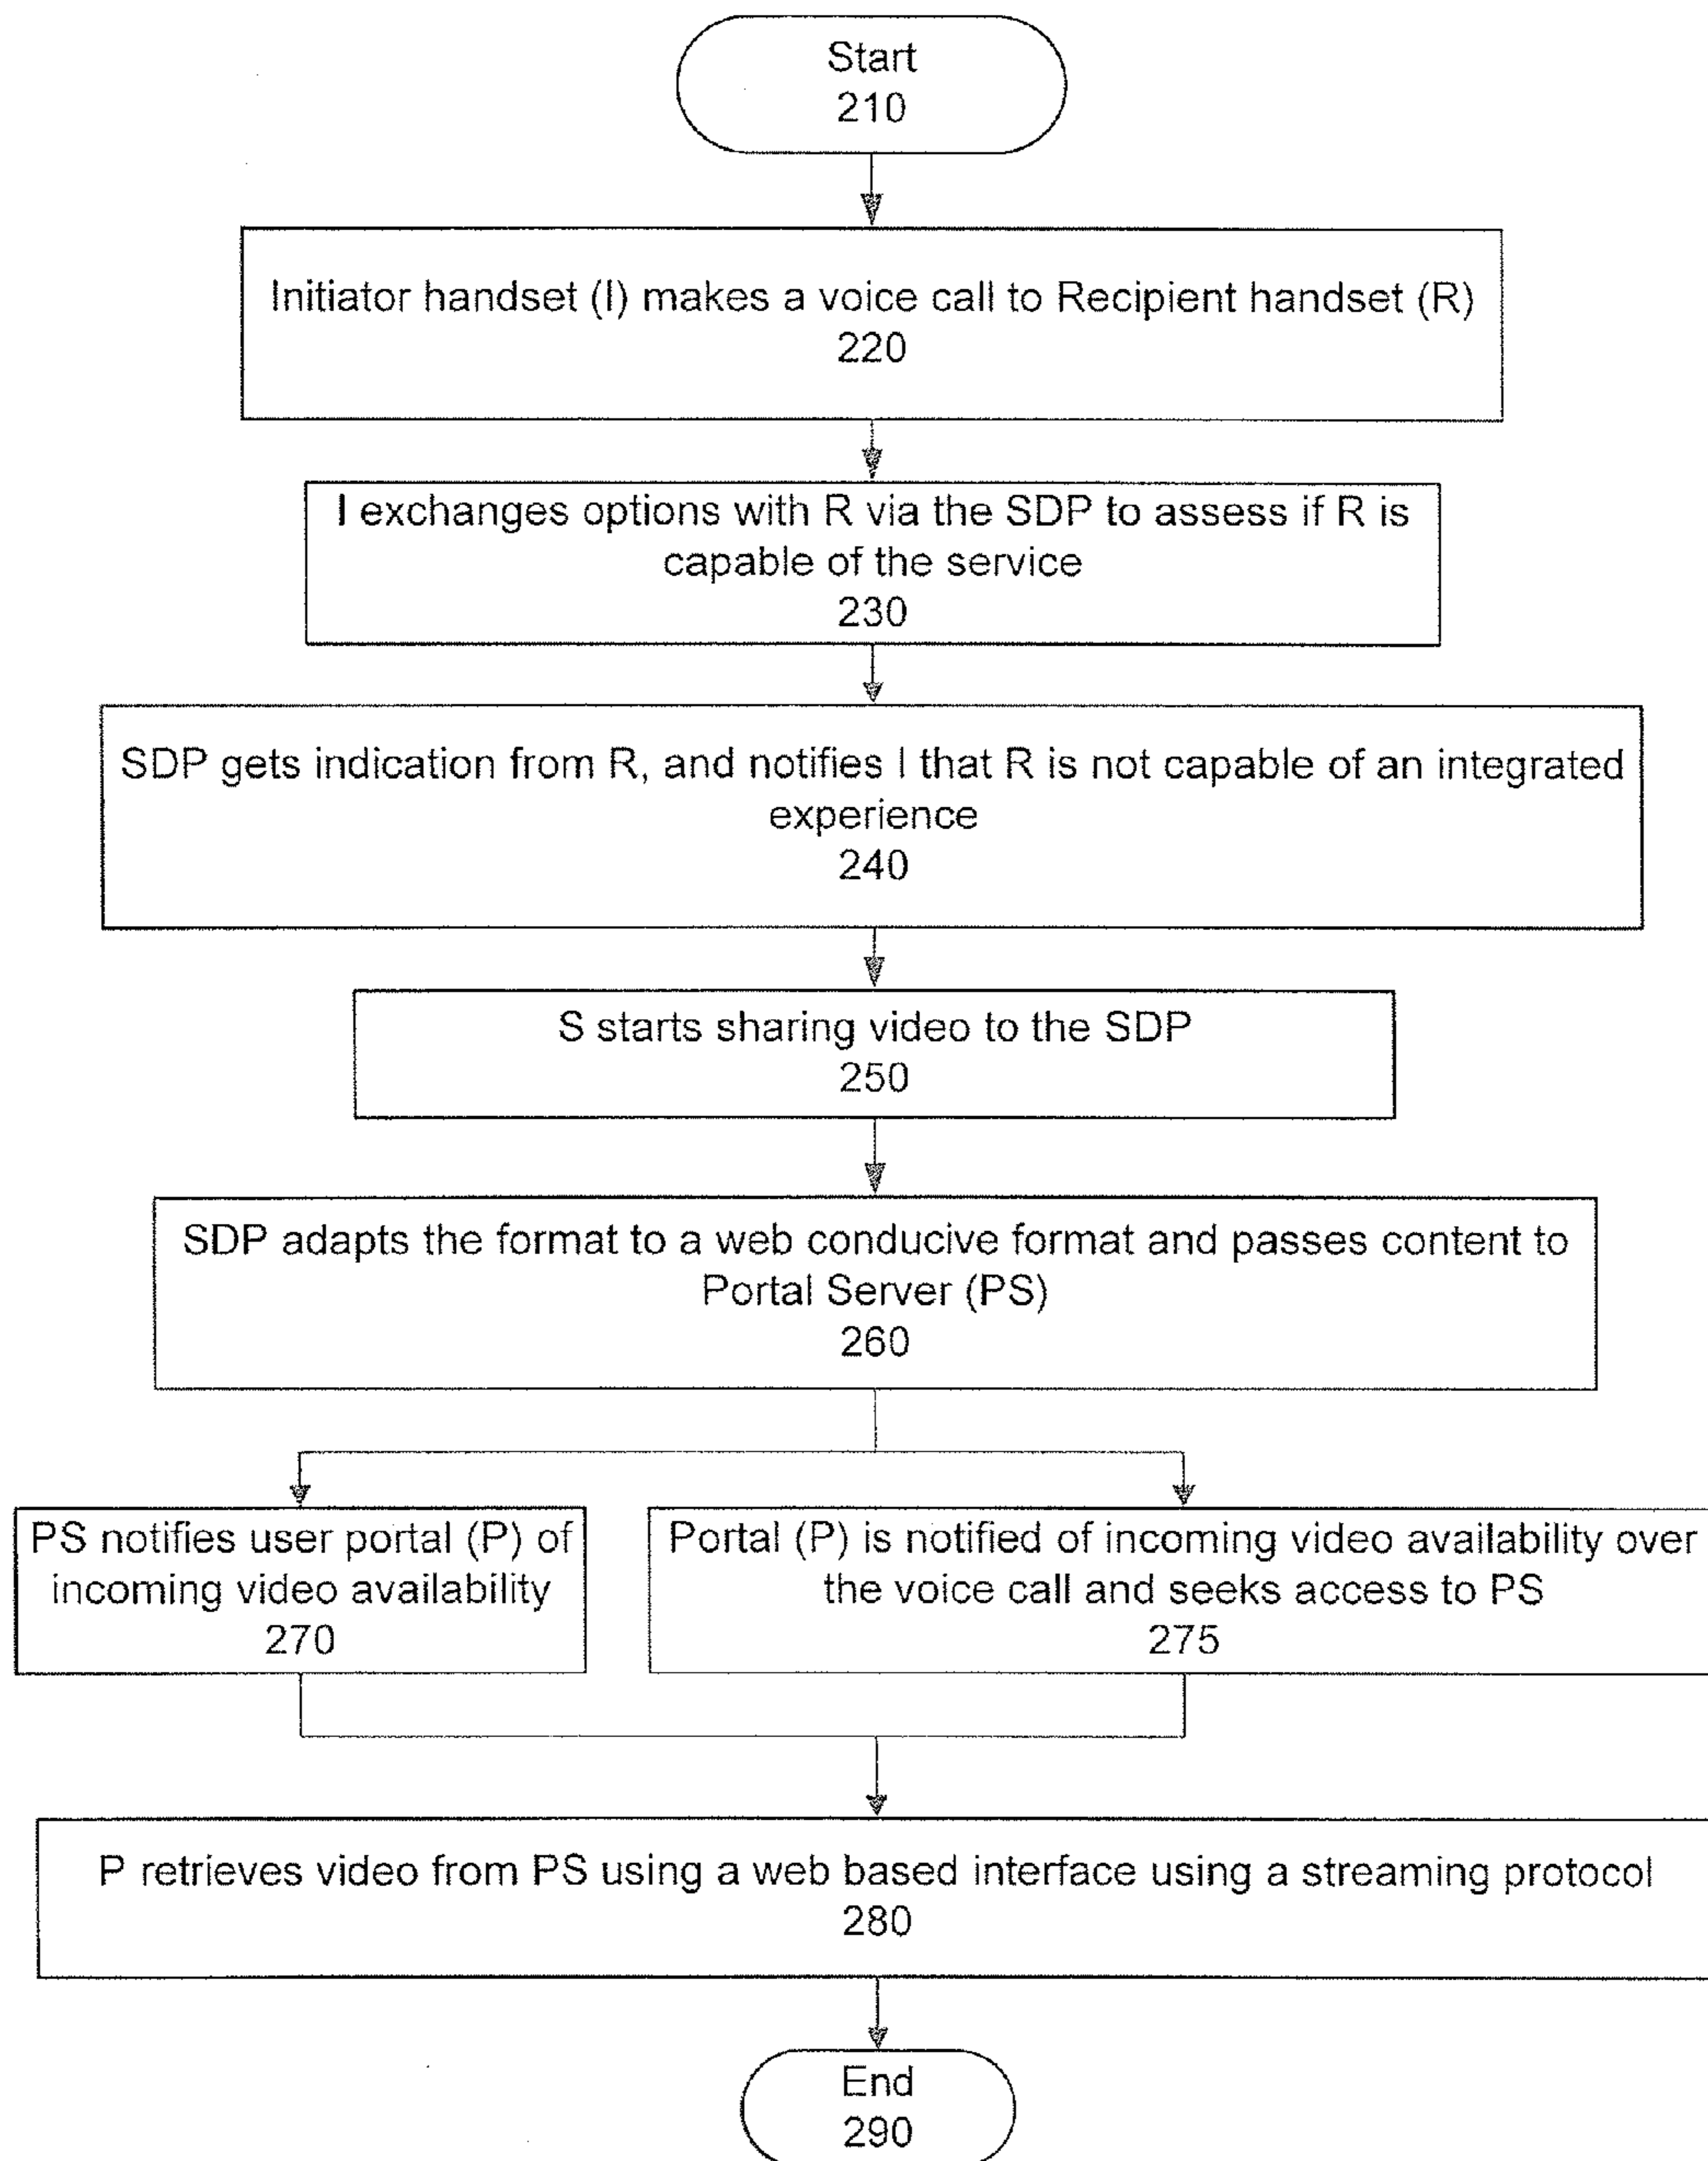 Start
210
Initiator handset (I) makes a voice call to Recipient handset (R)
220
I exchanges options with R via the SDP to assess if R is
capable of the service
230
SDP gets indication from R, and notifies I that R is not capable of an integrated
experience
240
S starts sharing video to the SDP
250
SDP adapts the format to a web conducive format and passes content to
Portal Server (PS)
260
PS notifies user portal (P) of
incoming video availability
270
Portal (P) is notified of incoming video availability over
the voice call and seeks access to PS
275
P retrieves video from PS using a web based interface using a streaming protocol
280
End
290